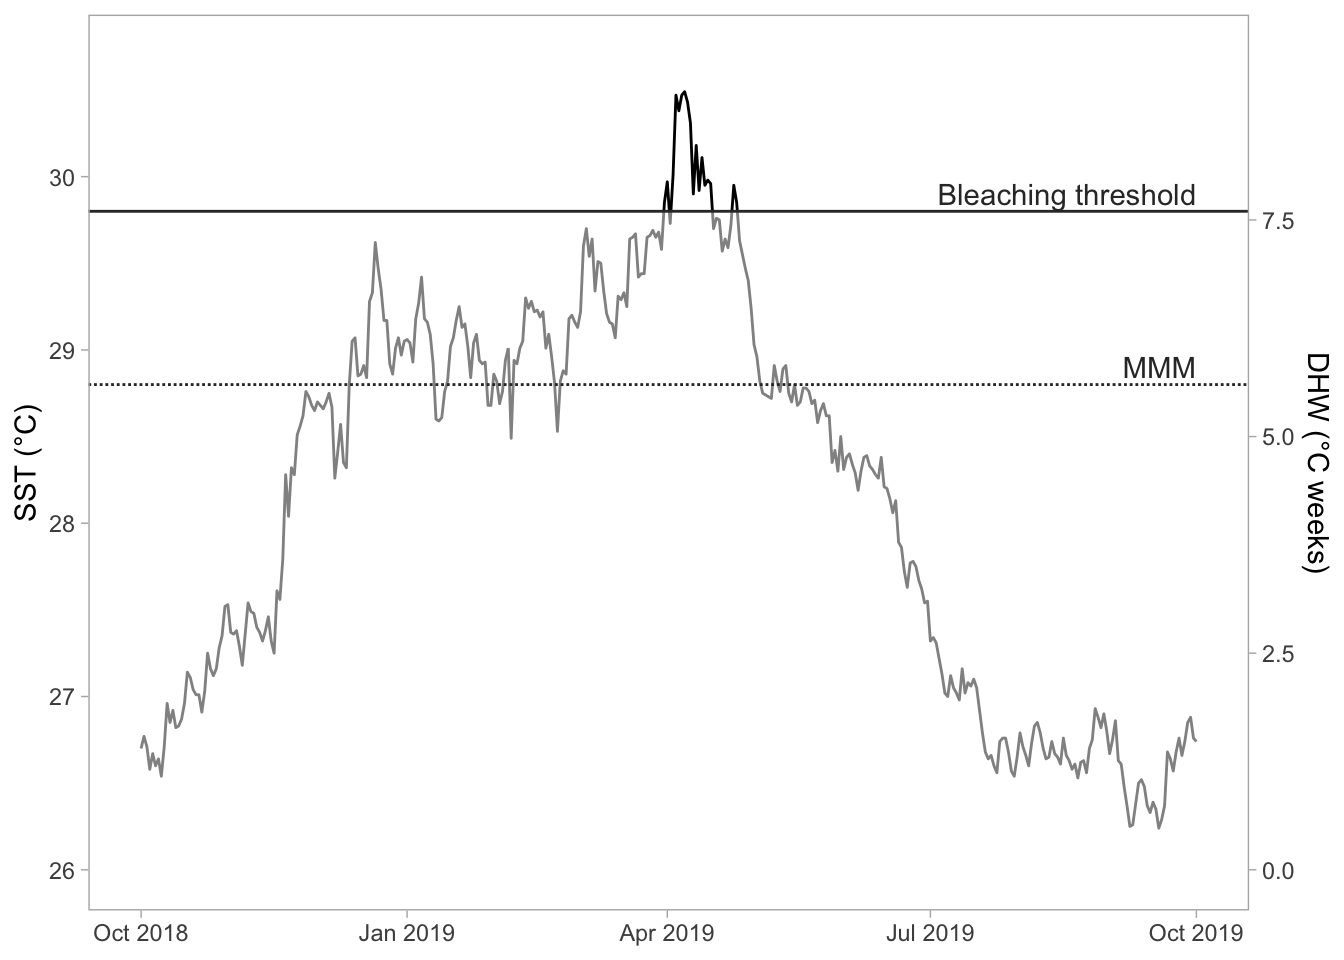 Bleaching threshold
MMM
SST (°C)
30
29
28
27
26
DHW (°C weeks)
7.5
5.0
2.5
0.0
Oct 2018
Jan 2019
Apr 2019
Jul 2019
Oct 2019